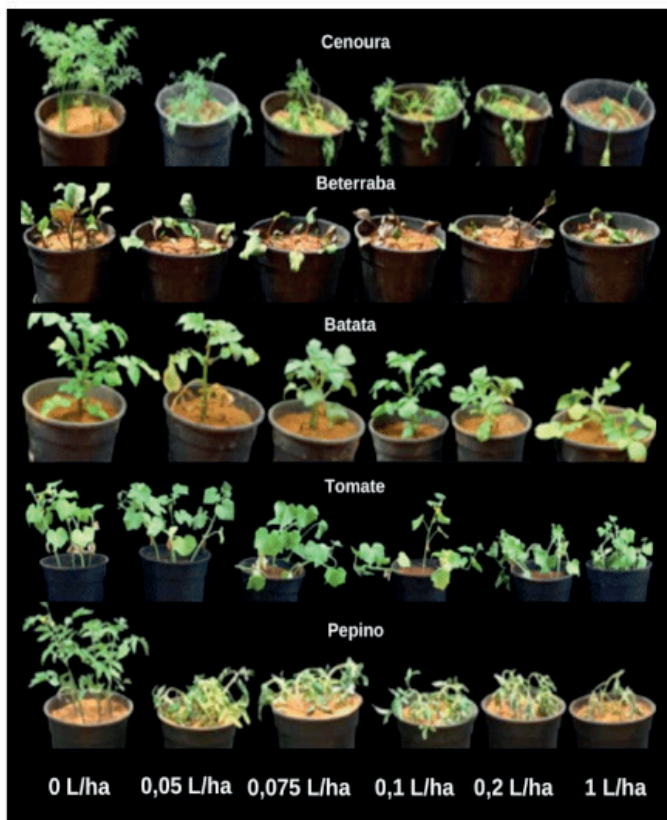 Cenoura
Beterraba
Batata
Tomate
Pepino
0 L/ha 0,05 L/ha 0,075 L/ha 0,1 L/ha 0,2 L/ha 1 L/ha